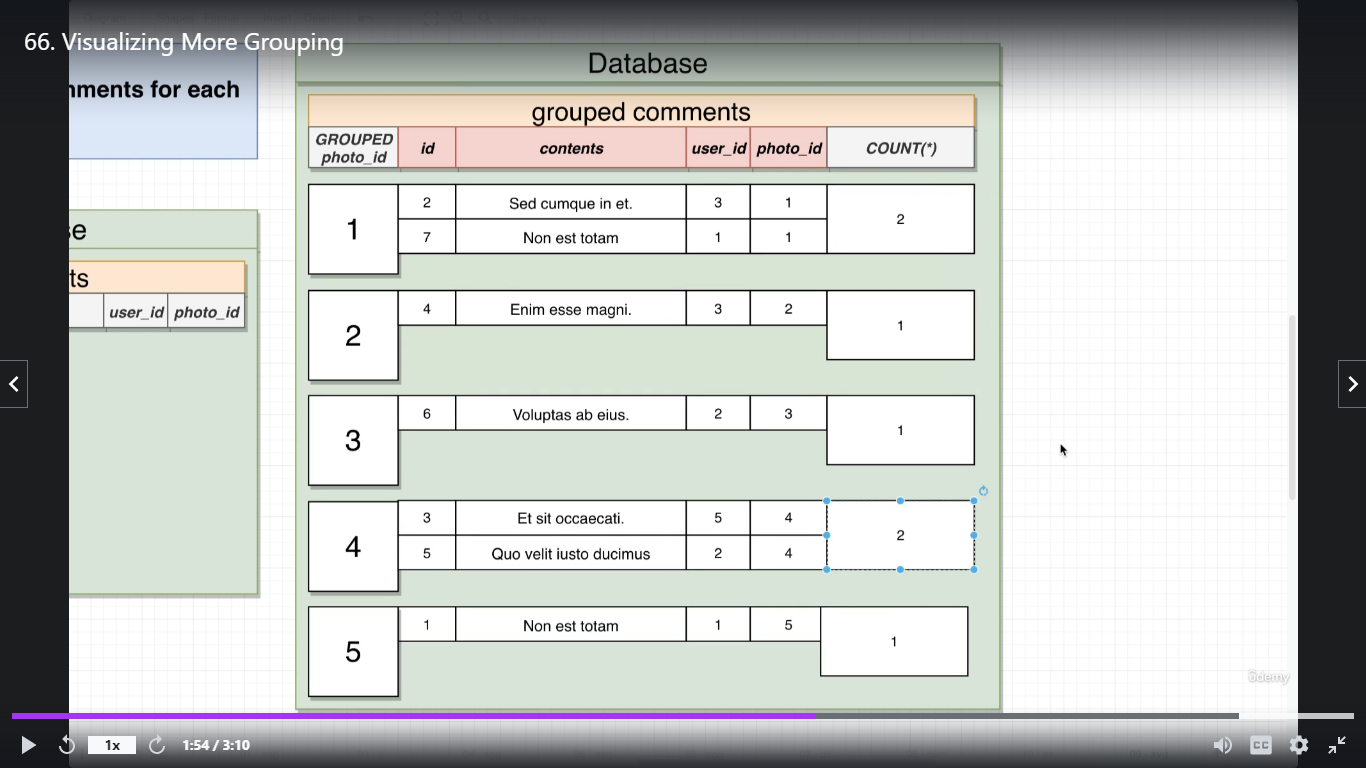 66. Visualizing More Grouping
nments for each
Database
grouped comments
GROUPED photo_id id contents user_id photo_id COUNT(*)
1 2 Sed cumque in et. 3 1 2
7 Non est totam 1 1
2 4 Enim esse magni. 3 2 1
3 6 Voluptas ab eius. 2 3 1
4 3 Et sit occaecati. 5 4 2
5 Quo velit iusto ducimus 2 4
5 1 Non est totam 1 5 1
se
ts
user_id photo_id
ûdemy
1x
1:54 / 3:10
CC